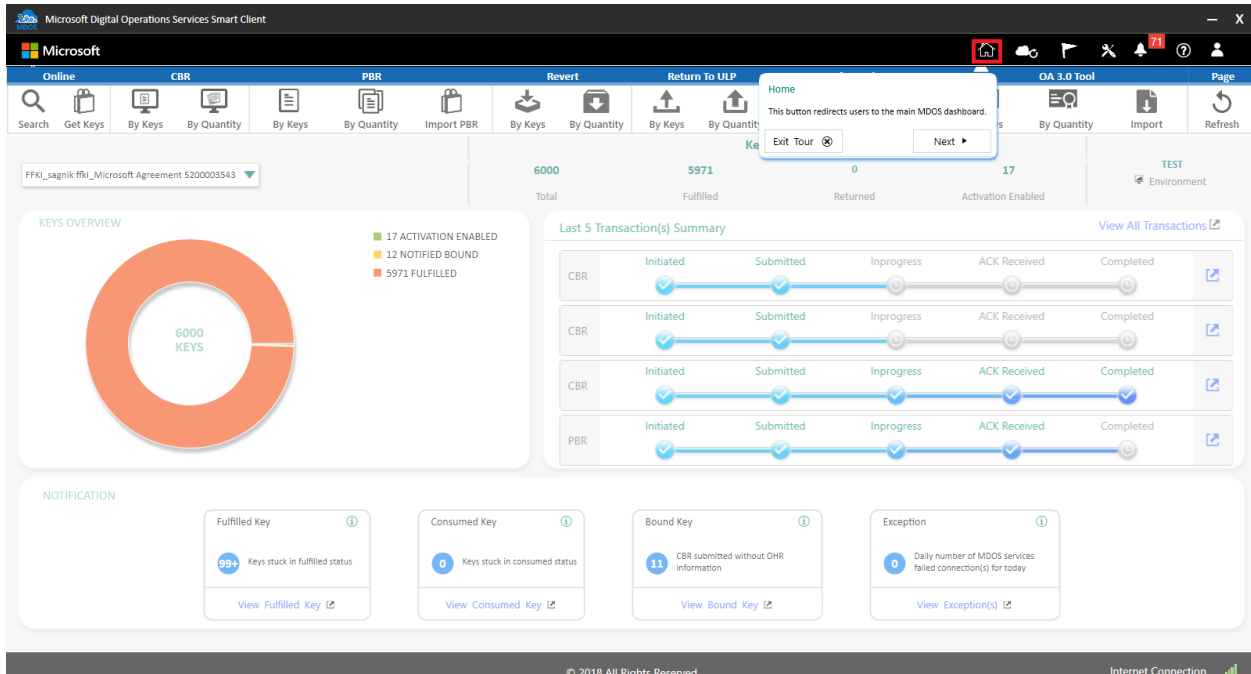 MDOS
Microsoft Digital Operations Services Smart Client
Microsoft
71
Online CBR PBR Revert Return To ULP OA 3.0 Tool Page
Search Get Keys By Keys By Quantity By Keys By Quantity Import PBR By Keys By Quantity By Keys By Quantity By Quantity Import Refresh
Home
This button redirects users to the main MDOS dashboard.
Exit Tour Next
FFKI_sagnik ffki_Microsoft Agreement 5200003543
6000 5971 0 17 TEST
Total Fulfilled Returned Activation Enabled Environment
KEYS OVERVIEW
17 ACTIVATION ENABLED
12 NOTIFIED BOUND
5971 FULFILLED
6000
KEYS
Last 5 Transaction(s) Summary View All Transactions
CBR Initiated Submitted Inprogress ACK Received Completed
CBR Initiated Submitted Inprogress ACK Received Completed
CBR Initiated Submitted Inprogress ACK Received Completed
PBR Initiated Submitted Inprogress ACK Received Completed
NOTIFICATION
Fulfilled Key
99+ Keys stuck in fulfilled status
View Fulfilled Key
Consumed Key
0 Keys stuck in consumed status
View Consumed Key
Bound Key
11 CBR submitted without OHR
information
View Bound Key
Exception
0 Daily number of MDOS services
failed connection(s) for today
View Exception(s)
© 2018 All Rights Reserved Internet Connection